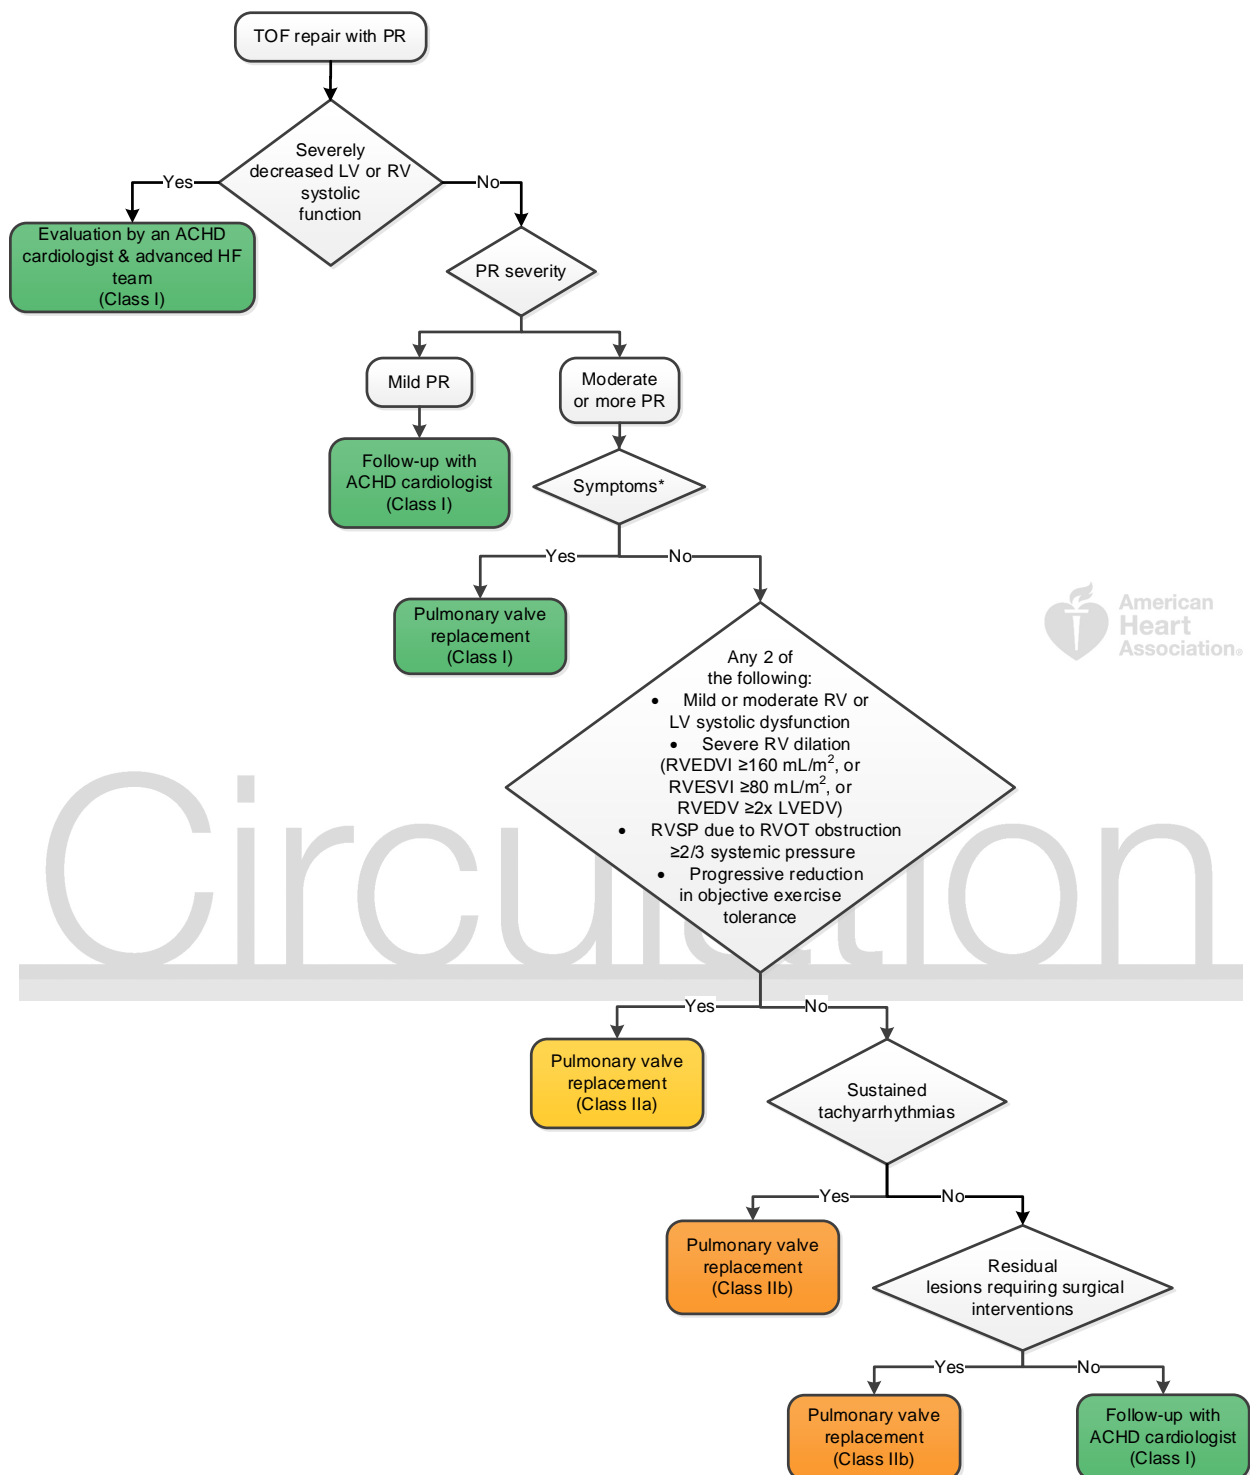 TOF repair with PR
Severely
decreased LV or RV
systolic
function
Yes
No
Evaluation by an ACHD
cardiologist & advanced HF
team
(Class I)
PR severity
Mild PR
Moderate
or more PR
Follow-up with
ACHD cardiologist
(Class I)
Symptoms*
Yes
No
Pulmonary valve
replacement
(Class I)
American
Heart
Association®
Any 2 of
the following:
• Mild or moderate RV or
LV systolic dysfunction
• Severe RV dilation
(RVEDVI ≥160 mL/m², or
RVESVI ≥80 mL/m², or
RVEDV ≥2x LVEDV)
• RVSP due to RVOT obstruction
≥2/3 systemic pressure
• Progressive reduction
in objective exercise
tolerance
Circulation
Yes
No
Pulmonary valve
replacement
(Class IIa)
Sustained
tachyarrhythmias
Yes
No
Pulmonary valve
replacement
(Class IIb)
Residual
lesions requiring surgical
interventions
Yes
No
Pulmonary valve
replacement
(Class IIb)
Follow-up with
ACHD cardiologist
(Class I)